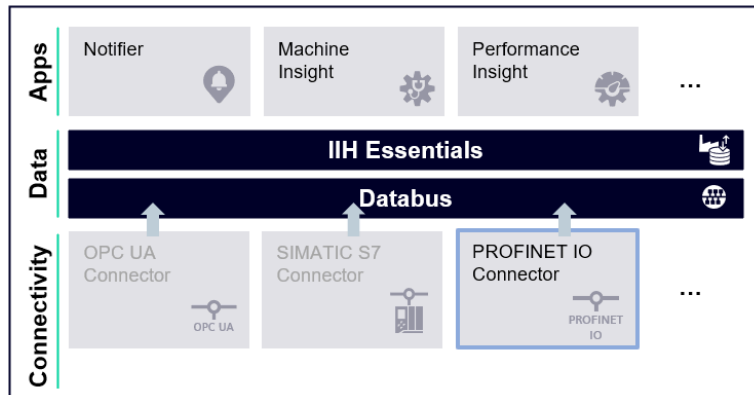 Apps
Notifier
Machine
Insight
Performance
Insight
...
Data
IIH Essentials
Databus
Connectivity
OPC UA
Connector
OPC UA
SIMATIC S7
Connector
PROFINET IO
Connector
PROFINET
IO
...